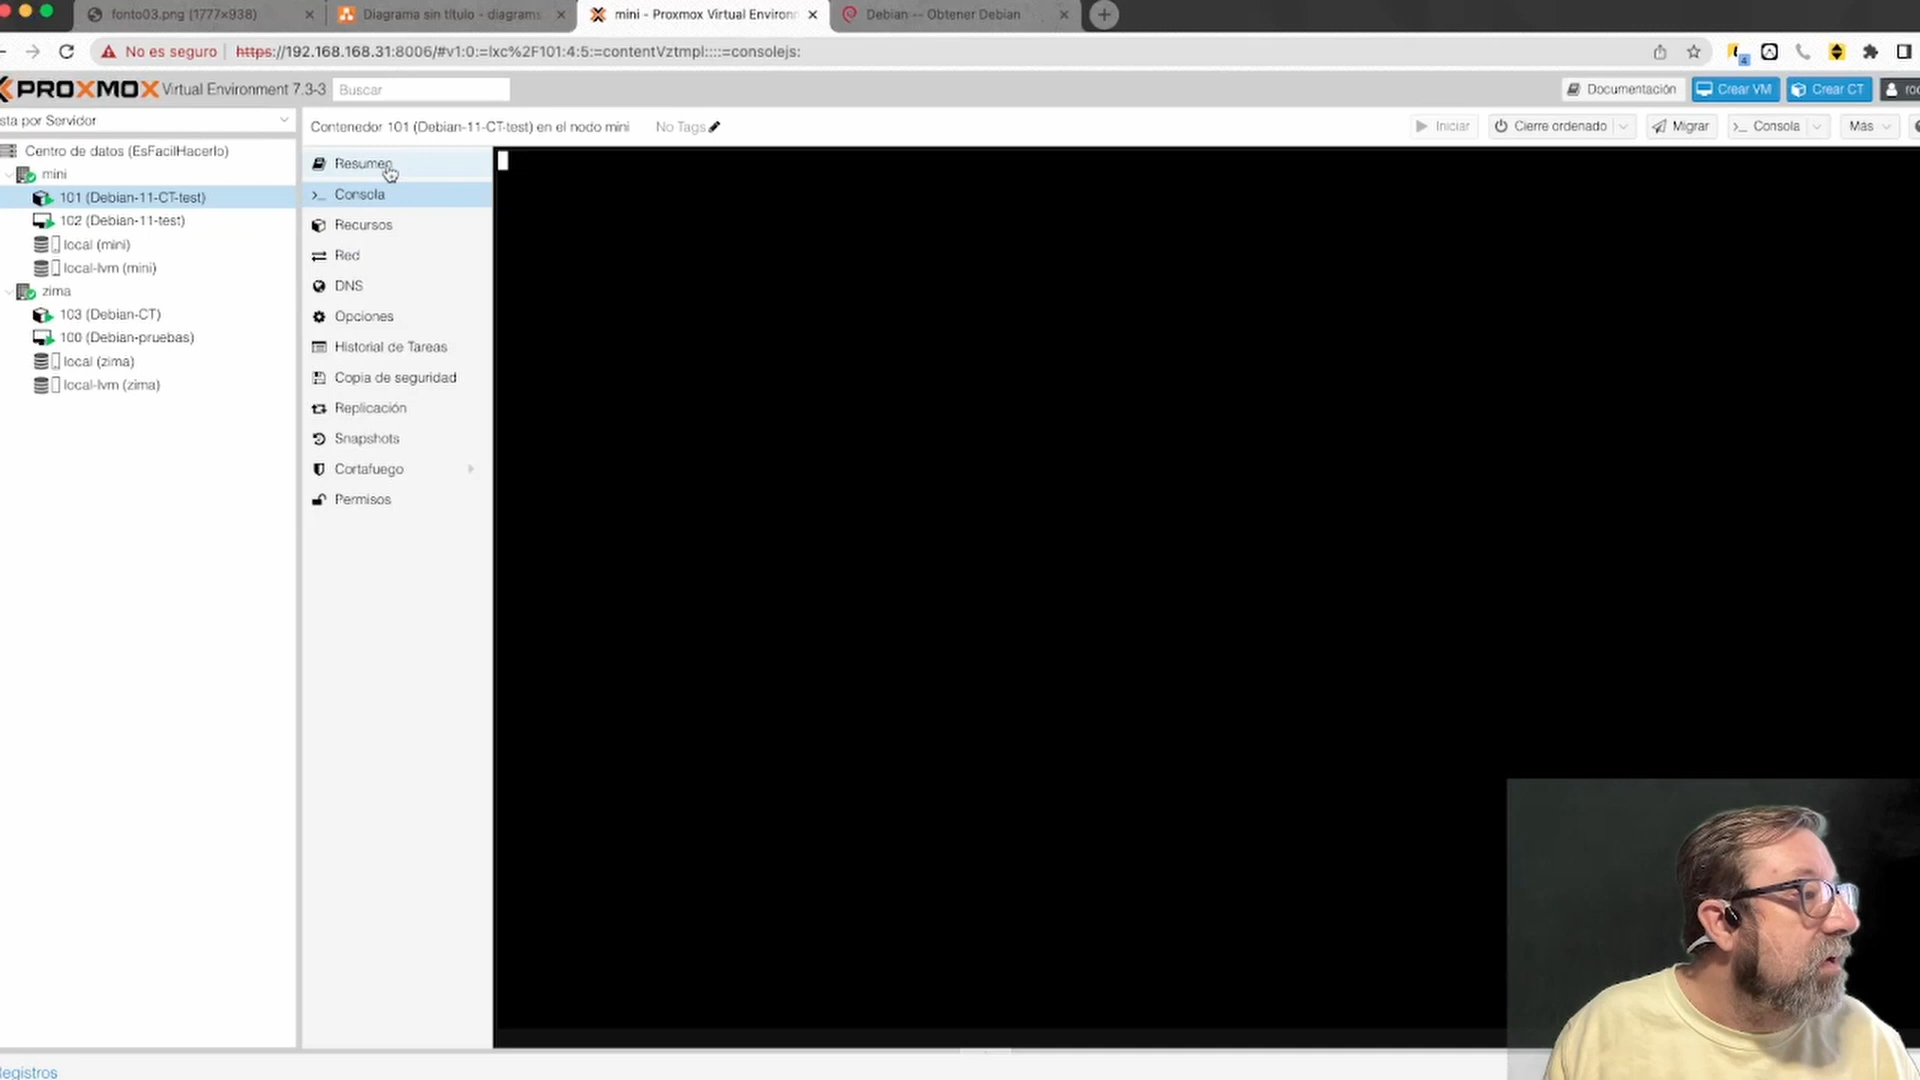 fonto03.png (1777×938)
Diagrama sin título - diagrams
mini - Proxmox Virtual Environ
Debian -- Obtener Debian
No es seguro
https://192.168.168.31:8006/#v1:0:=lxc%2F101:4:5:=contentVztmpl::::=consolejs:
4
PROXMOX Virtual Environment 7.3-3
Buscar
Documentación
Crear VM
Crear CT
roo
sta por Servidor
Contenedor 101 (Debian-11-CT-test) en el nodo mini
No Tags
Iniciar
Cierre ordenado
Migrar
Consola
Más
Centro de datos (EsFacilHacerlo)
mini
101 (Debian-11-CT-test)
102 (Debian-11-test)
local (mini)
local-lvm (mini)
zima
103 (Debian-CT)
100 (Debian-pruebas)
local (zima)
local-lvm (zima)
Resumen
Consola
Recursos
Red
DNS
Opciones
Historial de Tareas
Copia de seguridad
Replicación
Snapshots
Cortafuego
Permisos
Registros